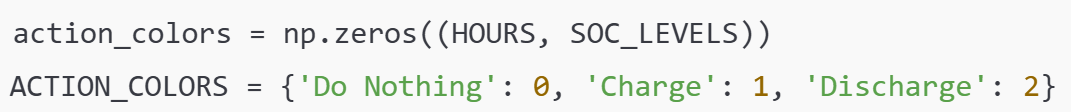 action_colors = np.zeros((HOURS, SOC_LEVELS))
ACTION_COLORS = {'Do Nothing': 0, 'Charge': 1, 'Discharge': 2}